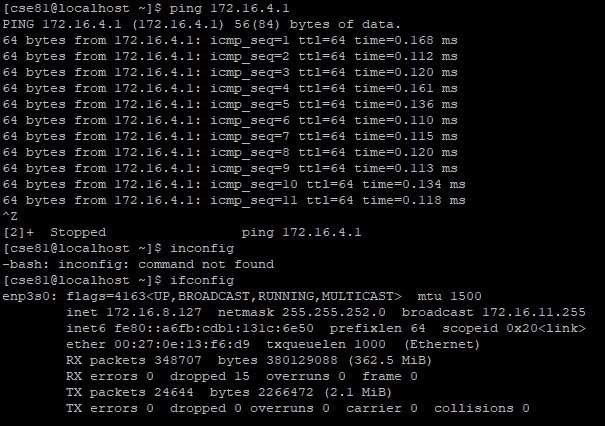 [cse81@localhost ~]$ ping 172.16.4.1
PING 172.16.4.1 (172.16.4.1) 56(84) bytes of data.
64 bytes from 172.16.4.1: icmp_seq=1 ttl=64 time=0.168 ms
64 bytes from 172.16.4.1: icmp_seq=2 ttl=64 time=0.112 ms
64 bytes from 172.16.4.1: icmp_seq=3 ttl=64 time=0.120 ms
64 bytes from 172.16.4.1: icmp_seq=4 ttl=64 time=0.161 ms
64 bytes from 172.16.4.1: icmp_seq=5 ttl=64 time=0.136 ms
64 bytes from 172.16.4.1: icmp_seq=6 ttl=64 time=0.110 ms
64 bytes from 172.16.4.1: icmp_seq=7 ttl=64 time=0.115 ms
64 bytes from 172.16.4.1: icmp_seq=8 ttl=64 time=0.120 ms
64 bytes from 172.16.4.1: icmp_seq=9 ttl=64 time=0.113 ms
64 bytes from 172.16.4.1: icmp_seq=10 ttl=64 time=0.134 ms
64 bytes from 172.16.4.1: icmp_seq=11 ttl=64 time=0.118 ms
^Z
[2]+  Stopped                 ping 172.16.4.1
[cse81@localhost ~]$ inconfig
-bash: inconfig: command not found
[cse81@localhost ~]$ ifconfig
enp3s0: flags=4163<UP,BROADCAST,RUNNING,MULTICAST>  mtu 1500
        inet 172.16.8.127  netmask 255.255.252.0  broadcast 172.16.11.255
        inet6 fe80::a6fb:cdb1:131c:6e50  prefixlen 64  scopeid 0x20<link>
        ether 00:27:0e:13:f6:d9  txqueuelen 1000  (Ethernet)
        RX packets 348707  bytes 380129088 (362.5 MiB)
        RX errors 0  dropped 15  overruns 0  frame 0
        TX packets 24644  bytes 2266472 (2.1 MiB)
        TX errors 0  dropped 0 overruns 0  carrier 0  collisions 0